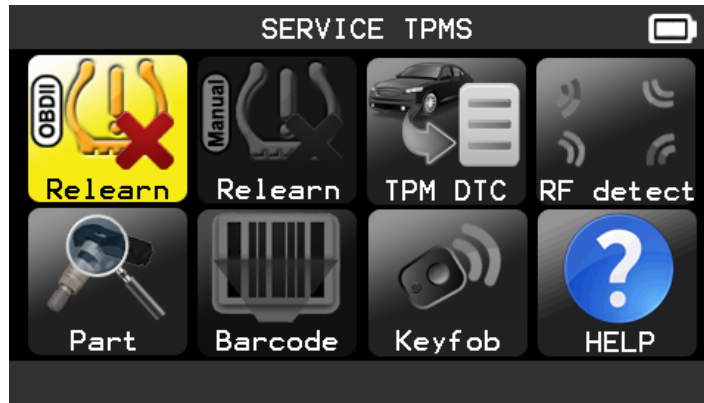 SERVICE TPMS
OBDII
Relearn
Manual
Relearn
TPM DTC
RF detect
Part
Barcode
Keyfob
?
HELP